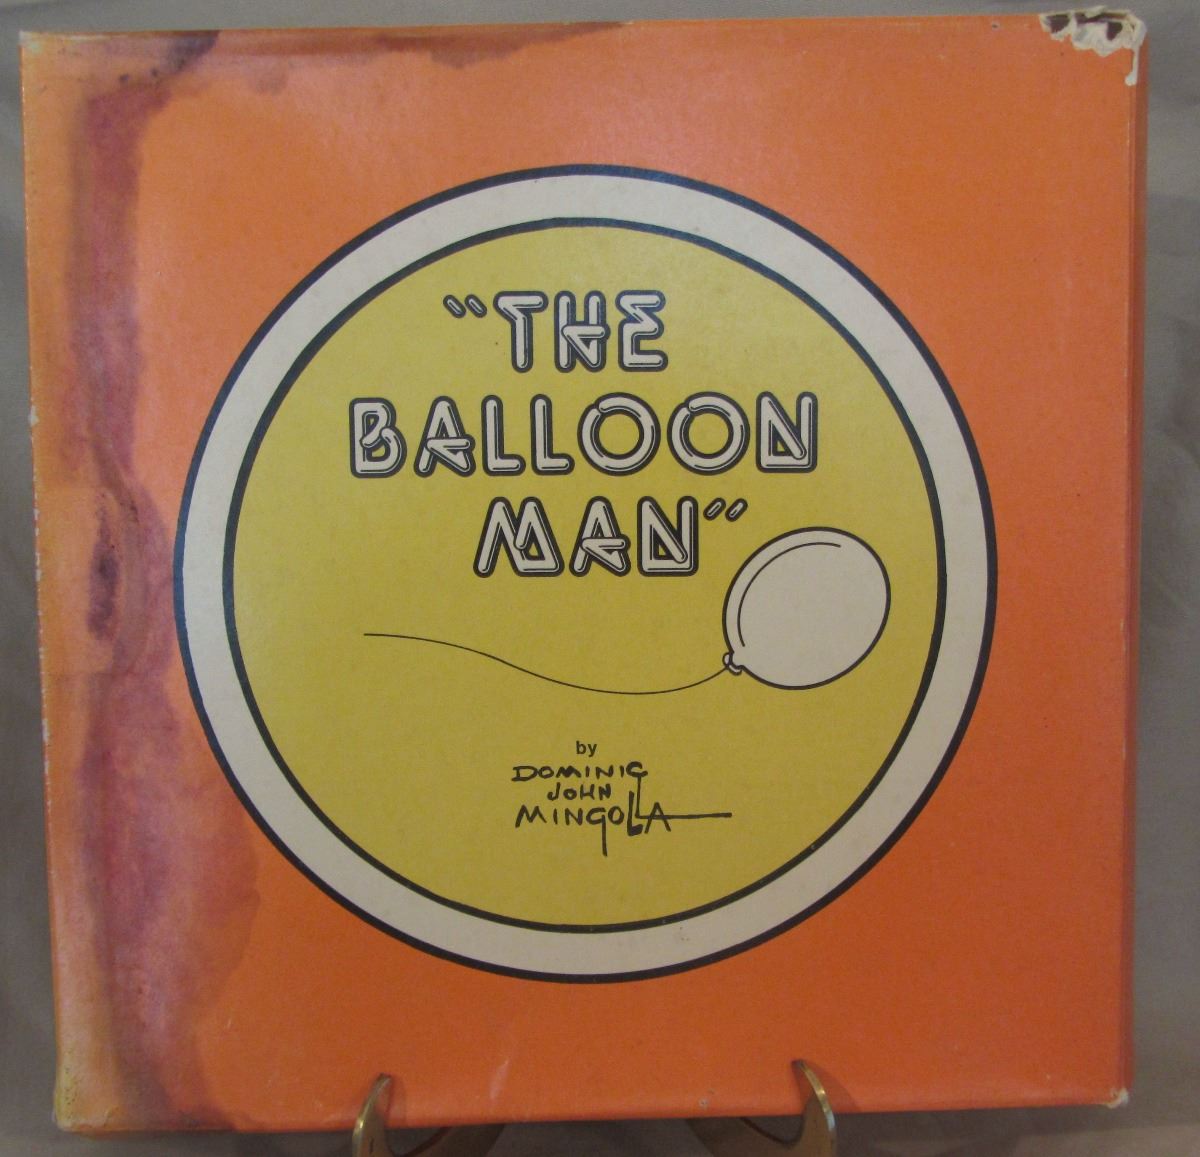 "THE
BALLOON
MAN"
by
DOMINIC
JOHN
MINGOLLA